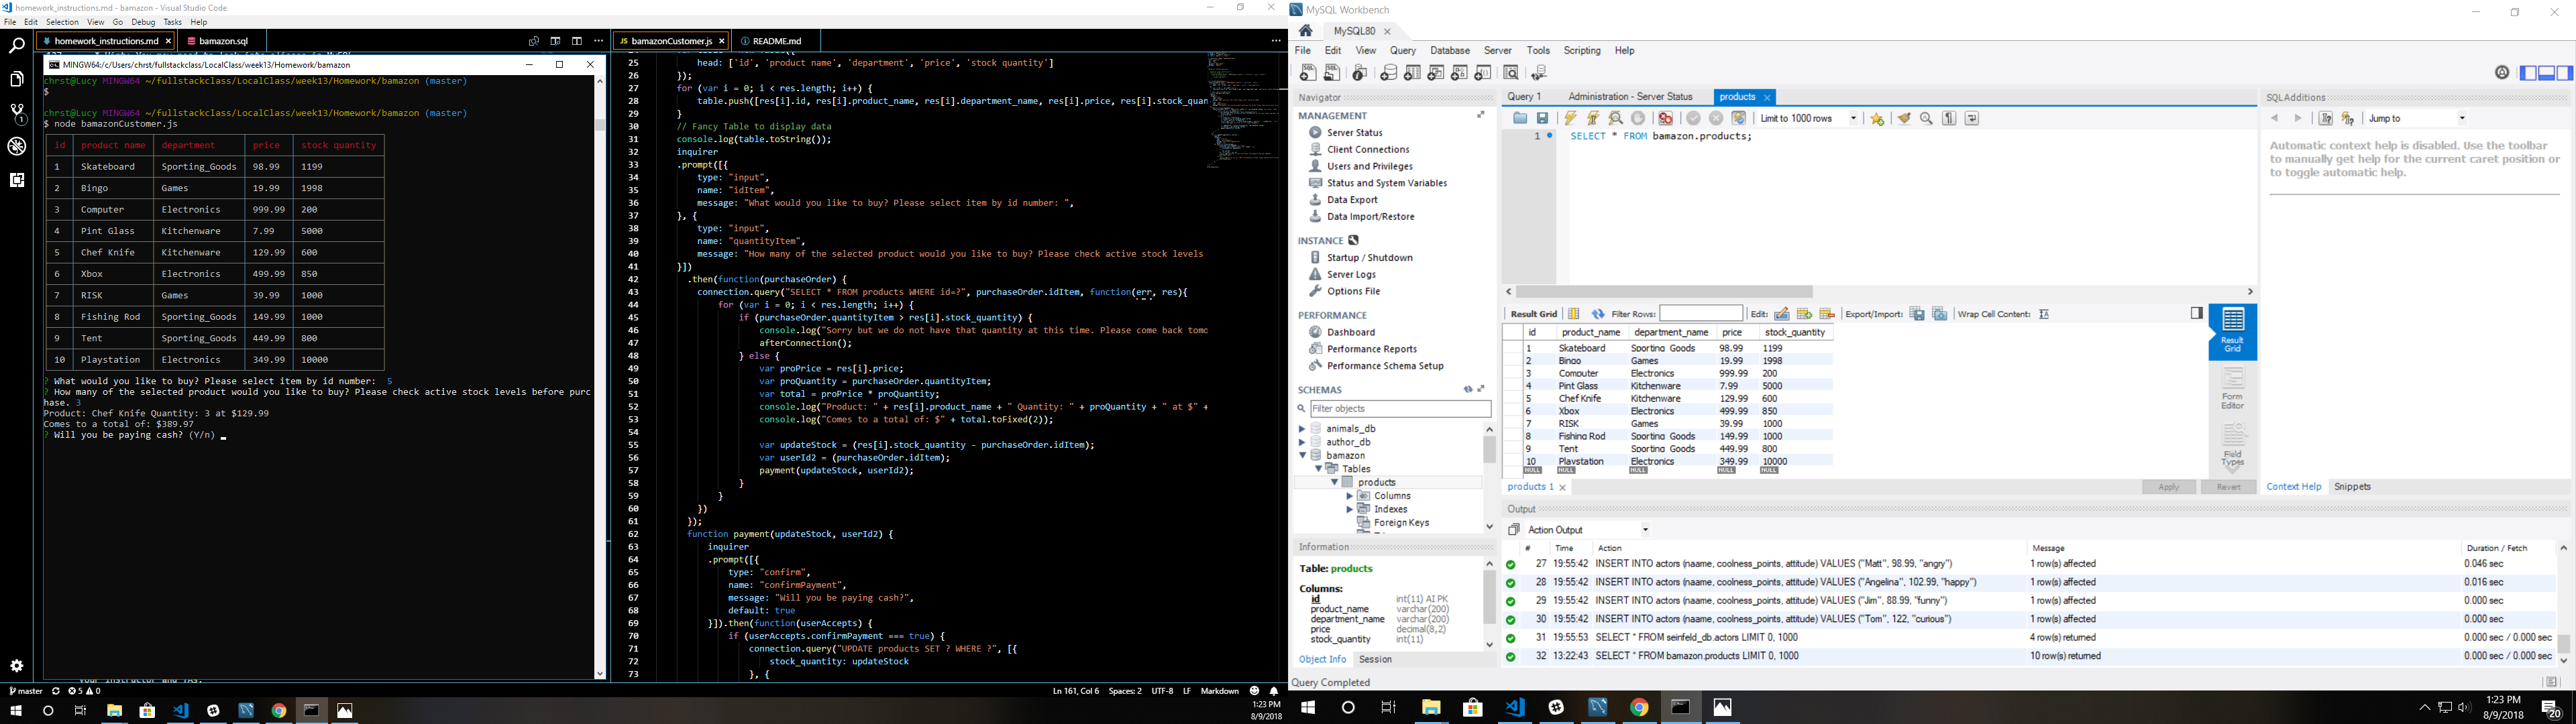 homework_instructions.md - bamazon - Visual Studio Code
File Edit Selection View Go Debug Tasks Help
homework_instructions.md
bamazon.sql
MINGW64:/c/Users/chrst/fullstackclass/LocalClass/week13/Homework/bamazon
chrst@Lucy MINGW64 ~/fullstackclass/LocalClass/week13/Homework/bamazon (master)
$
chrst@Lucy MINGW64 ~/fullstackclass/LocalClass/week13/Homework/bamazon (master)
$ node bamazonCustomer.js
id product name department price stock quantity
1 Skateboard Sporting_Goods 98.99 1199
2 Bingo Games 19.99 1998
3 Computer Electronics 999.99 200
4 Pint Glass Kitchenware 7.99 5000
5 Chef Knife Kitchenware 129.99 600
6 Xbox Electronics 499.99 850
7 RISK Games 39.99 1000
8 Fishing Rod Sporting_Goods 149.99 1000
9 Tent Sporting_Goods 449.99 800
10 Playstation Electronics 349.99 10000
? What would you like to buy? Please select item by id number: 5
? How many of the selected product would you like to buy? Please check active stock levels before purc
hase. 3
Product: Chef Knife Quantity: 3 at $129.99
Comes to a total of: $389.97
? Will you be paying cash? (Y/n)
your instructor and TAs.
master 5 0
bamazonCustomer.js
README.md
25 head: ['id', 'product name', 'department', 'price', 'stock quantity']
26 });
27 for (var i = 0; i < res.length; i++) {
28 table.push([res[i].id, res[i].product_name, res[i].department_name, res[i].price, res[i].stock_quan
29 }
30 // Fancy Table to display data
31 console.log(table.toString());
32 inquirer
33 .prompt([{
34 type: "input",
35 name: "idItem",
36 message: "What would you like to buy? Please select item by id number: ",
37 }, {
38 type: "input",
39 name: "quantityItem",
40 message: "How many of the selected product would you like to buy? Please check active stock levels
41 }])
42 .then(function(purchaseOrder) {
43 connection.query("SELECT * FROM products WHERE id=?", purchaseOrder.idItem, function(err, res){
44 for (var i = 0; i < res.length; i++) {
45 if (purchaseOrder.quantityItem > res[i].stock_quantity) {
46 console.log("Sorry but we do not have that quantity at this time. Please come back tomo
47 afterConnection();
48 } else {
49 var proPrice = res[i].price;
50 var proQuantity = purchaseOrder.quantityItem;
51 var total = proPrice * proQuantity;
52 console.log("Product: " + res[i].product_name + " Quantity: " + proQuantity + " at $" +
53 console.log("Comes to a total of: $" + total.toFixed(2));
54
55 var updateStock = (res[i].stock_quantity - purchaseOrder.idItem);
56 var userId2 = (purchaseOrder.idItem);
57 payment(updateStock, userId2);
58 }
59 }
60 })
61 });
62 function payment(updateStock, userId2) {
63 inquirer
64 .prompt([{
65 type: "confirm",
66 name: "confirmPayment",
67 message: "Will you be paying cash?",
68 default: true
69 }]).then(function(userAccepts) {
70 if (userAccepts.confirmPayment === true) {
71 connection.query("UPDATE products SET ? WHERE ?", [{
72 stock_quantity: updateStock
73 }, {
Ln 161, Col 6 Spaces: 2 UTF-8 LF Markdown
1:23 PM
8/9/2018
MySQL Workbench
MySQL80
File Edit View Query Database Server Tools Scripting Help
Navigator
MANAGEMENT
Server Status
Client Connections
Users and Privileges
Status and System Variables
Data Export
Data Import/Restore
INSTANCE
Startup / Shutdown
Server Logs
Options File
PERFORMANCE
Dashboard
Performance Reports
Performance Schema Setup
SCHEMAS
Filter objects
animals_db
author_db
bamazon
Tables
products
Columns
Indexes
Foreign Keys
Information
Table: products
Columns:
id int(11) AI PK
product_name varchar(200)
department_name varchar(200)
price decimal(8,2)
stock_quantity int(11)
Object Info Session
Query Completed
Query 1 Administration - Server Status products
Limit to 1000 rows
1 SELECT * FROM bamazon.products;
Result Grid Filter Rows: Edit: Export/Import: Wrap Cell Content:
id product_name department_name price stock_quantity
1 Skateboard Sporting_Goods 98.99 1199
2 Bingo Games 19.99 1998
3 Computer Electronics 999.99 200
4 Pint Glass Kitchenware 7.99 5000
5 Chef Knife Kitchenware 129.99 600
6 Xbox Electronics 499.99 850
7 RISK Games 39.99 1000
8 Fishing Rod Sporting_Goods 149.99 1000
9 Tent Sporting_Goods 449.99 800
10 Playstation Electronics 349.99 10000
NULL NULL NULL NULL NULL
Result Grid
Form Editor
Field Types
products 1
Apply Revert
SQLAdditions
Jump to
Automatic context help is disabled. Use the toolbar
to manually get help for the current caret position or
to toggle automatic help.
Context Help Snippets
Output
Action Output
# Time Action Message Duration / Fetch
27 19:55:42 INSERT INTO actors (naame, coolness_points, attitude) VALUES ("Matt", 98.99, "angry") 1 row(s) affected 0.046 sec
28 19:55:42 INSERT INTO actors (naame, coolness_points, attitude) VALUES ("Angelina", 102.99, "happy") 1 row(s) affected 0.016 sec
29 19:55:42 INSERT INTO actors (naame, coolness_points, attitude) VALUES ("Jim", 88.99, "funny") 1 row(s) affected 0.000 sec
30 19:55:42 INSERT INTO actors (naame, coolness_points, attitude) VALUES ("Tom", 122, "curious") 1 row(s) affected 0.000 sec
31 19:55:53 SELECT * FROM seinfeld_db.actors LIMIT 0, 1000 4 row(s) returned 0.000 sec / 0.000 sec
32 13:22:43 SELECT * FROM bamazon.products LIMIT 0, 1000 10 row(s) returned 0.000 sec / 0.000 sec
1:23 PM
8/9/2018
20